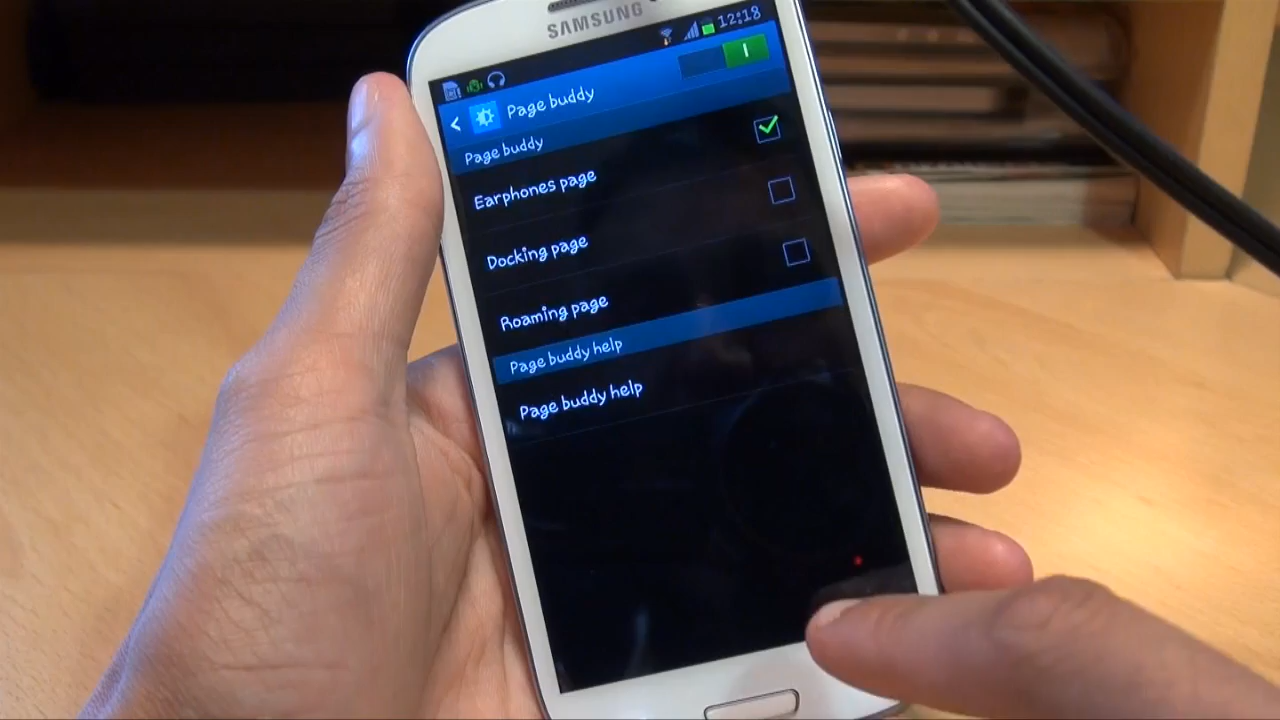 SAMSUNG
12:18
Page buddy
Page buddy
Earphones page
Docking page
Roaming page
Page buddy help
Page buddy help